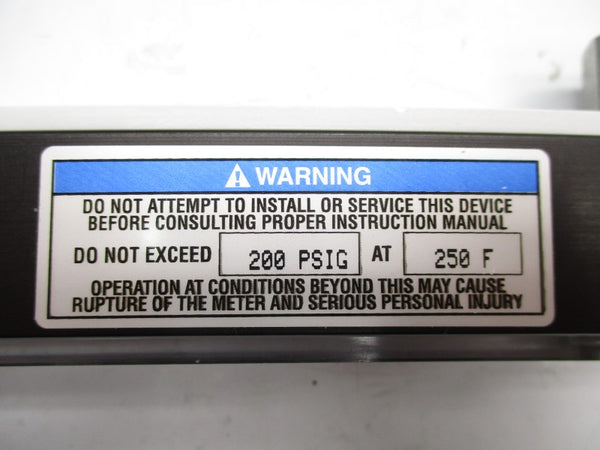 WARNING
DO NOT ATTEMPT TO INSTALL OR SERVICE THIS DEVICE
BEFORE CONSULTING PROPER INSTRUCTION MANUAL
DO NOT EXCEED 200 PSIG AT 250 F
OPERATION AT CONDITIONS BEYOND THIS MAY CAUSE
RUPTURE OF THE METER AND SERIOUS PERSONAL INJURY